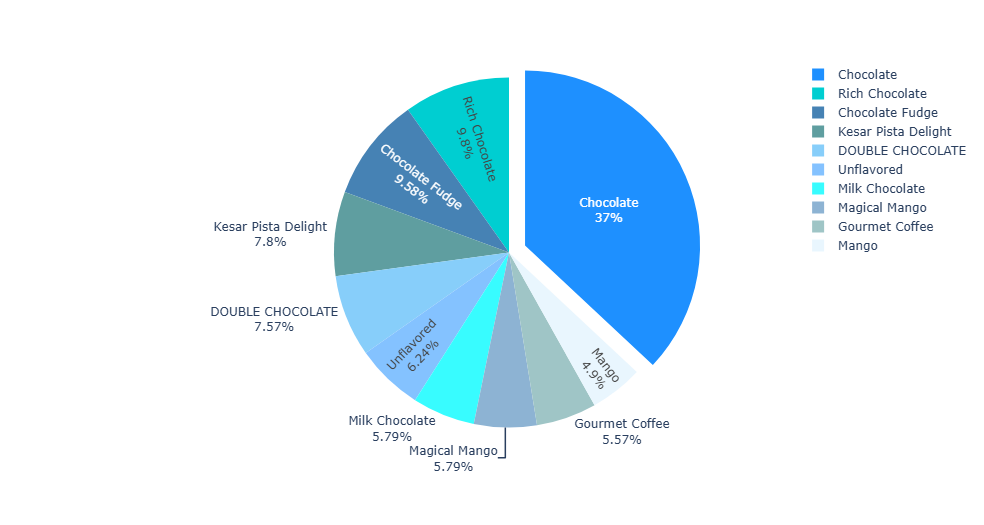 Chocolate
37%
Rich Chocolate
9.8%
Chocolate Fudge
9.58%
Kesar Pista Delight
7.8%
DOUBLE CHOCOLATE
7.57%
Unflavored
6.24%
Milk Chocolate
5.79%
Magical Mango
5.79%
Gourmet Coffee
5.57%
Mango
4.9%
Chocolate
Rich Chocolate
Chocolate Fudge
Kesar Pista Delight
DOUBLE CHOCOLATE
Unflavored
Milk Chocolate
Magical Mango
Gourmet Coffee
Mango